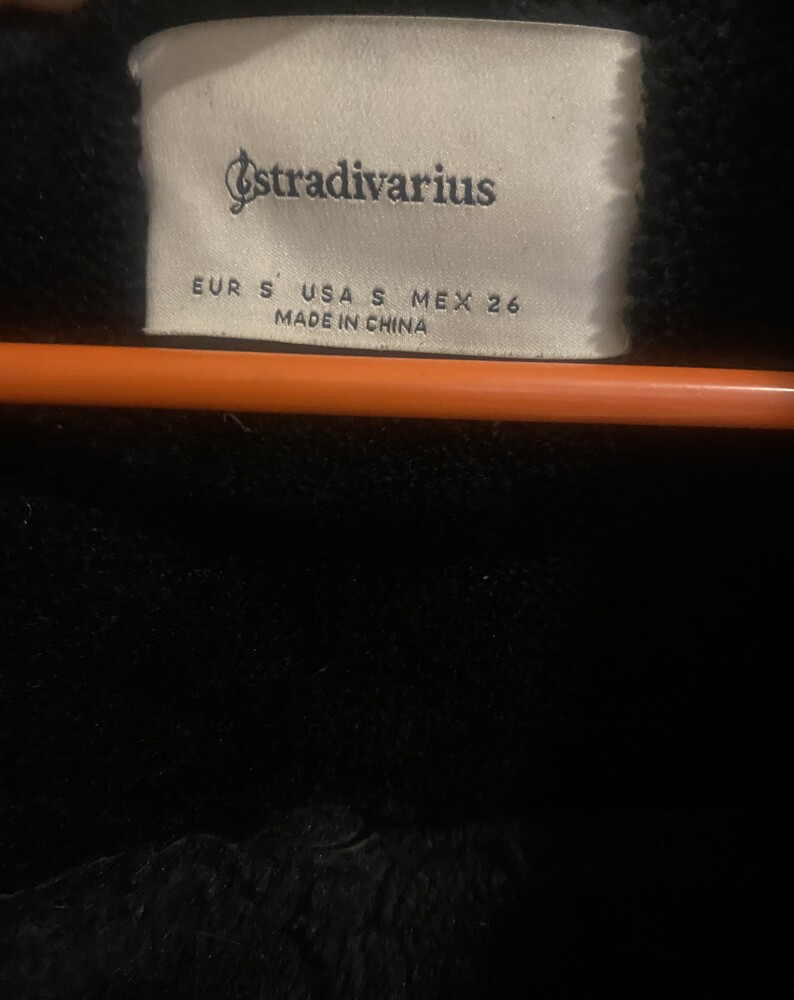 stradivarius
EUR S USA S MEX 26
MADE IN CHINA